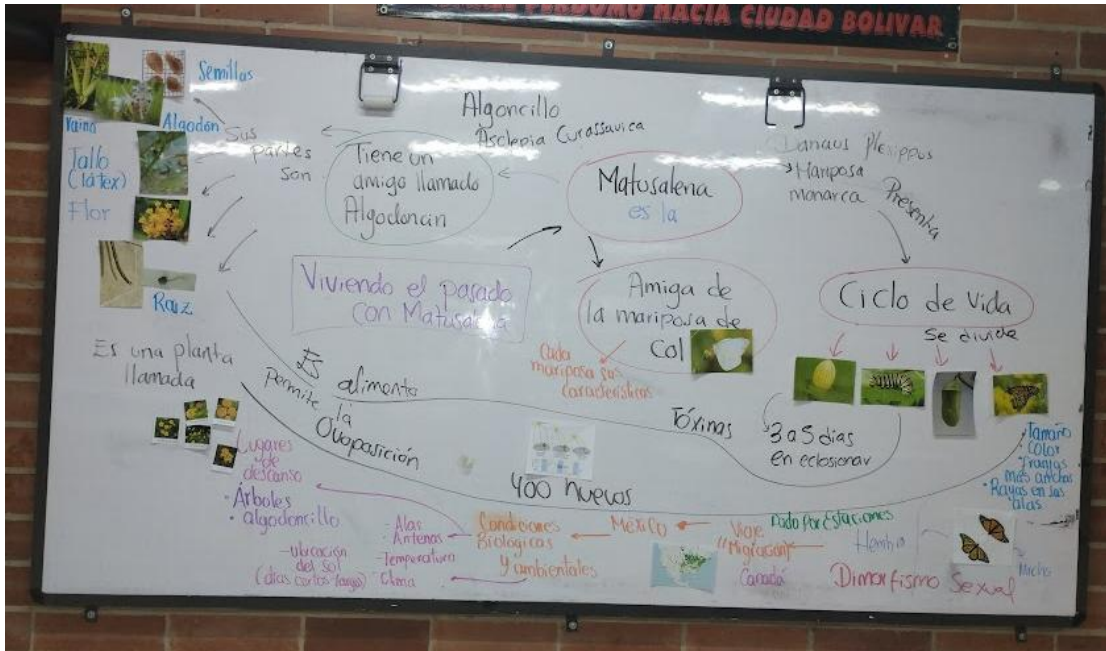 PERDOMO HACIA CIUDAD BOLIVAR
Semillas
Vaina
Algodón
Tallo
(látex)
Flor
Raíz
Sus
partes
son
Algoncillo
Asclepia Curassavica
Tiene un
amigo llamado
Algodoncin
Matusalena
es la
Danaus Plexippus
Mariposa
monarca
Presenta
Viviendo el pasado
con Matusalena
Amiga de
la mariposa de
Col
Cada
mariposa sus
características
Ciclo de Vida
Se divide
3 a 5 días
en eclosionar
Tamaño
Color
franjas
más anchas
Rayas en las
alas
Es una planta
llamada
Es alimento
Tóxinas
permite la
Ovoposición
400 huevos
Lugares
de
descanso
Árboles
algodoncillo
Alas
Antenas
Temperatura
Clima
ubicación
del sol
(días cortos-largos)
Condiciones
Biológicas
y ambientales
México
Viaje
"Migración"
Canadá
Dado por Estaciones
Hembra
Macho
Dimorfismo Sexual